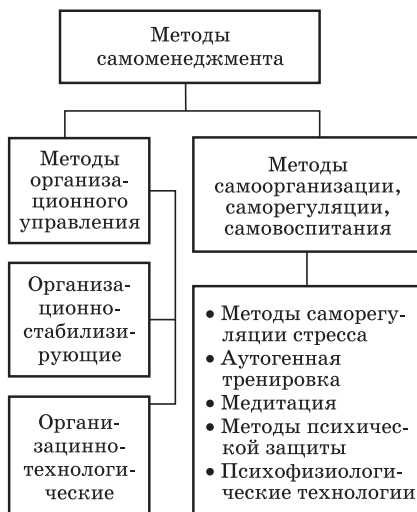 Методы
самоменеджмента
Методы
организа-
ционного
управления
Организа-
ционно-
стабилизи-
рующие
Органи-
зацинно-
технологи-
ческие
Методы
самоорганизации,
саморегуляции,
самовоспитания
• Методы саморегу-
ляции стресса
• Аутогенная
тренировка
• Медитация
• Методы психичес-
кой защиты
• Психофизиологи-
ческие технологии